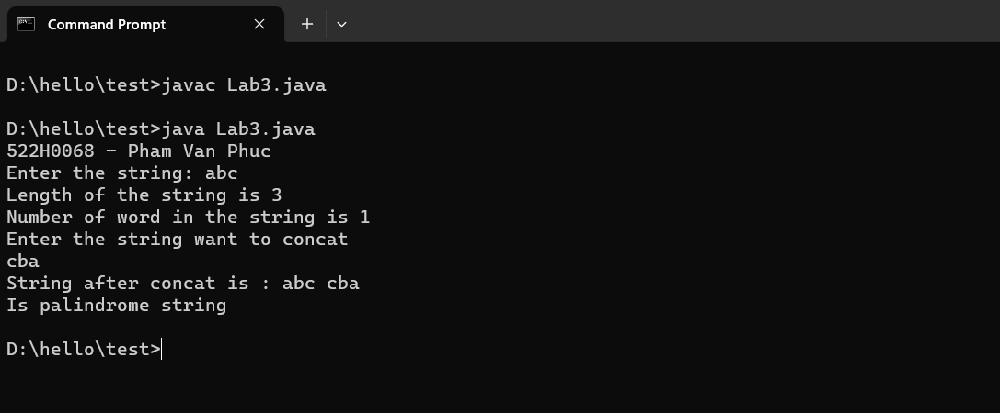 Command Prompt
D:\hello\test>javac Lab3.java
D:\hello\test>java Lab3.java
522H0068 - Pham Van Phuc
Enter the string: abc
Length of the string is 3
Number of word in the string is 1
Enter the string want to concat
cba
String after concat is : abc cba
Is palindrome string
D:\hello\test>